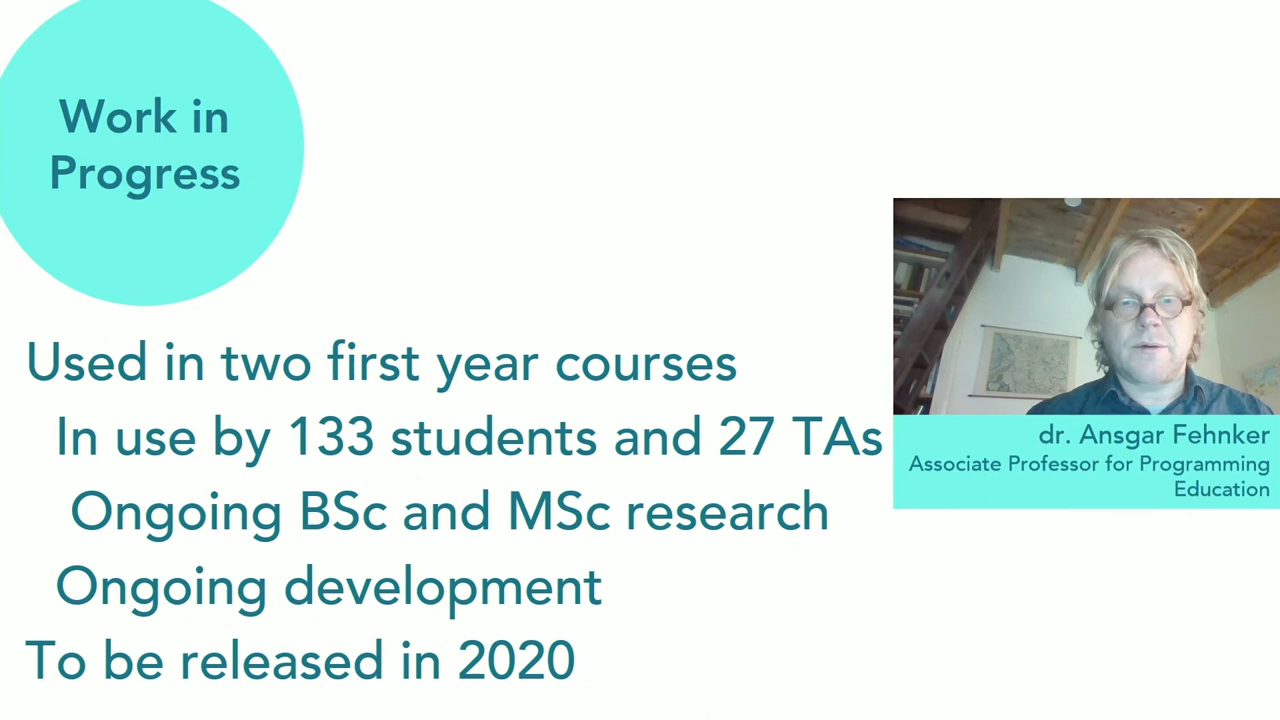 Work in
Progress
Used in two first year courses
In use by 133 students and 27 TAs
Ongoing BSc and MSc research
Ongoing development
To be released in 2020
dr. Ansgar Fehnker
Associate Professor for Programming
Education